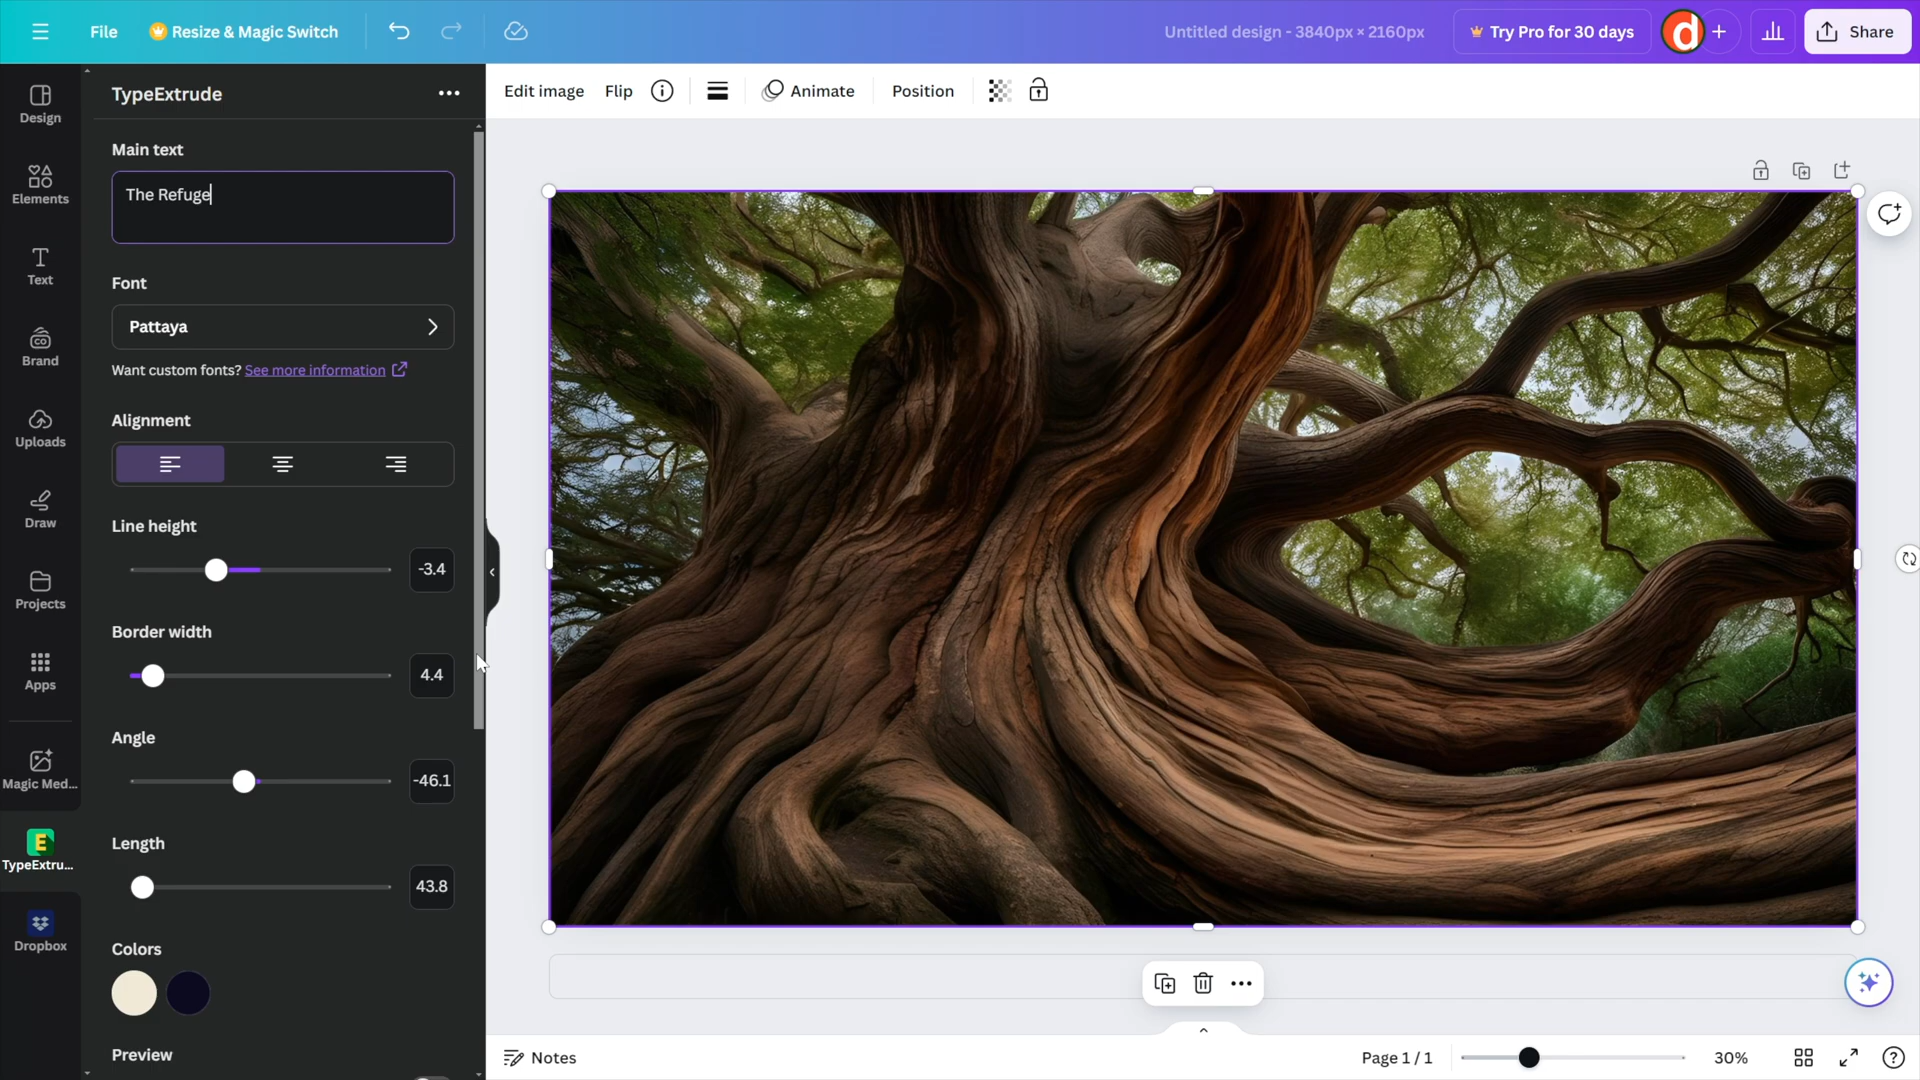 File
Resize & Magic Switch
Untitled design - 3840px × 2160px
Try Pro for 30 days
d
Share
Design
Elements
Text
Brand
Uploads
Draw
Projects
Apps
Magic Med...
TypeExtru...
Dropbox
TypeExtrude
Main text
The Refuge
Font
Pattaya
Want custom fonts? See more information
Alignment
Line height
-3.4
Border width
4.4
Angle
-46.1
Length
43.8
Colors
Preview
Edit image
Flip
Animate
Position
Notes
Page 1 / 1
30%